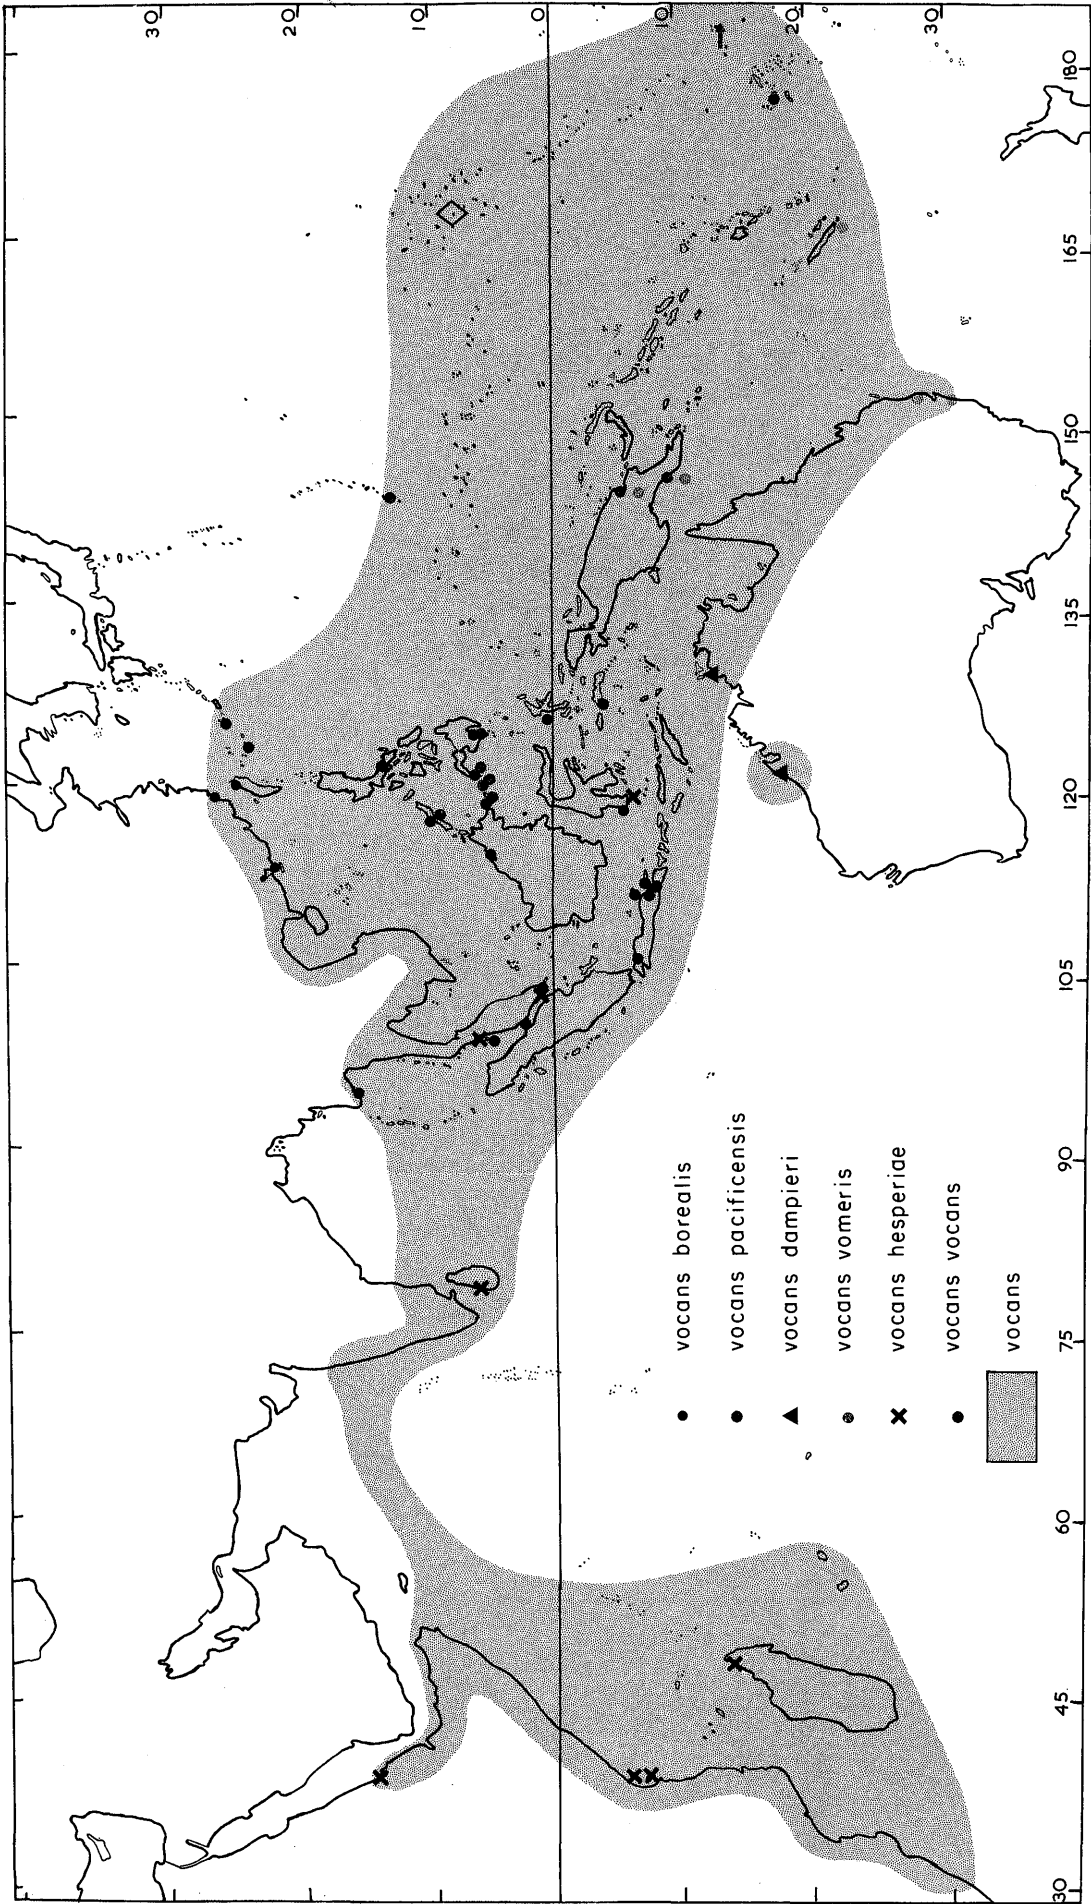 30
20
10
0
10
20
30
180
165
150
135
120
105
90
75
60
45
30
vocans borealis
vocans pacificensis
vocans dampieri
vocans vomeris
vocans hesperiae
vocans vocans
vocans